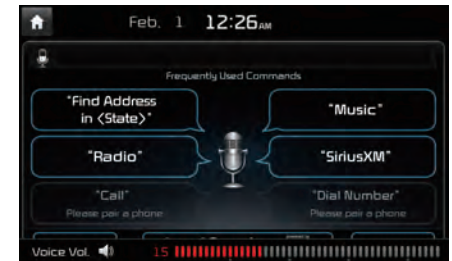 Feb. 1 12:26AM
Frequently Used Commands
"Find Address
in <State>"
"Music"
"Radio"
"SiriusXM"
"Call"
Please pair a phone
"Dial Number"
Please pair a phone
Voice Vol. 15